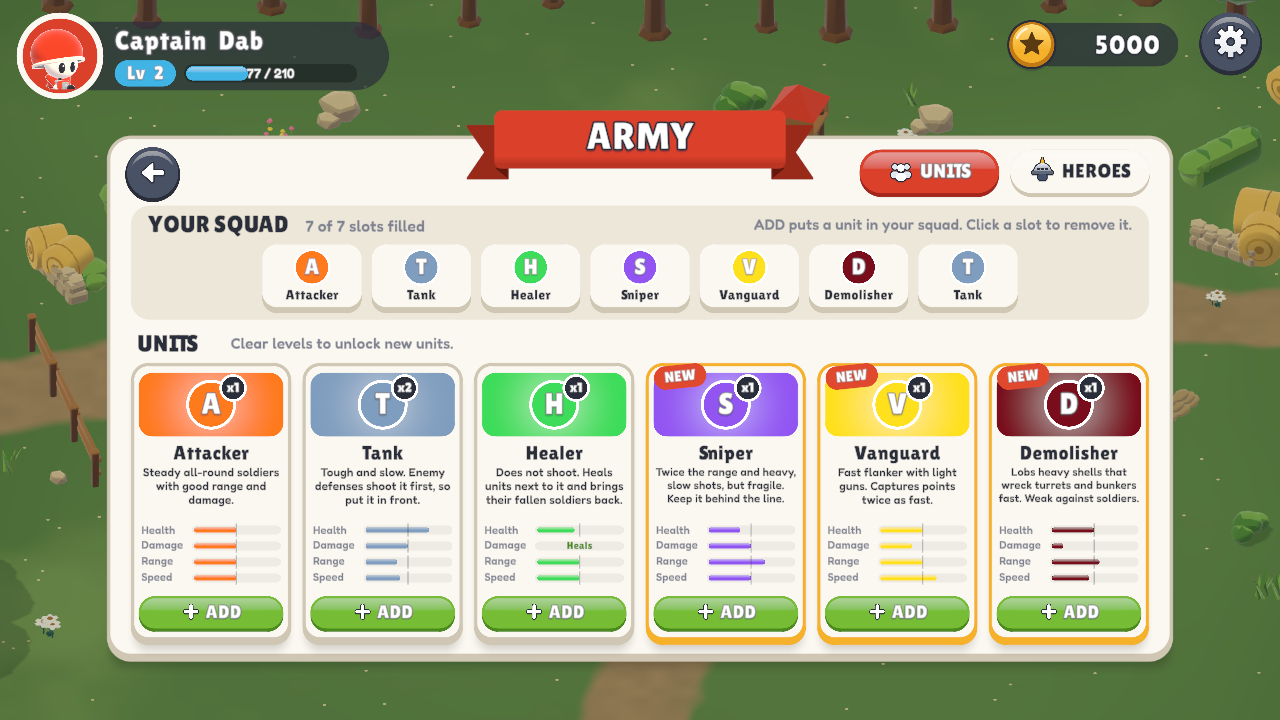 Captain Dab
Lv 2
77 / 210
5000
ARMY
UNITS
HEROES
YOUR SQUAD
7 of 7 slots filled
ADD puts a unit in your squad. Click a slot to remove it.
A
T
H
S
V
D
T
Attacker
Tank
Healer
Sniper
Vanguard
Demolisher
Tank
UNITS
Clear levels to unlock new units.
A
x1
Attacker
Steady all-round soldiers
with good range and
damage.
Health
Damage
Range
Speed
+ ADD
T
x2
Tank
Tough and slow. Enemy
defenses shoot it first, so
put it in front.
Health
Damage
Range
Speed
+ ADD
H
x1
Healer
Does not shoot. Heals
units next to it and brings
their fallen soldiers back.
Health
Damage
Heals
Range
Speed
+ ADD
NEW
S
x1
Sniper
Twice the range and heavy,
slow shots, but fragile.
Keep it behind the line.
Health
Damage
Range
Speed
+ ADD
NEW
V
x1
Vanguard
Fast flanker with light
guns. Captures points
twice as fast.
Health
Damage
Range
Speed
+ ADD
NEW
D
x1
Demolisher
Lobs heavy shells that
wreck turrets and bunkers
fast. Weak against soldiers.
Health
Damage
Range
Speed
+ ADD